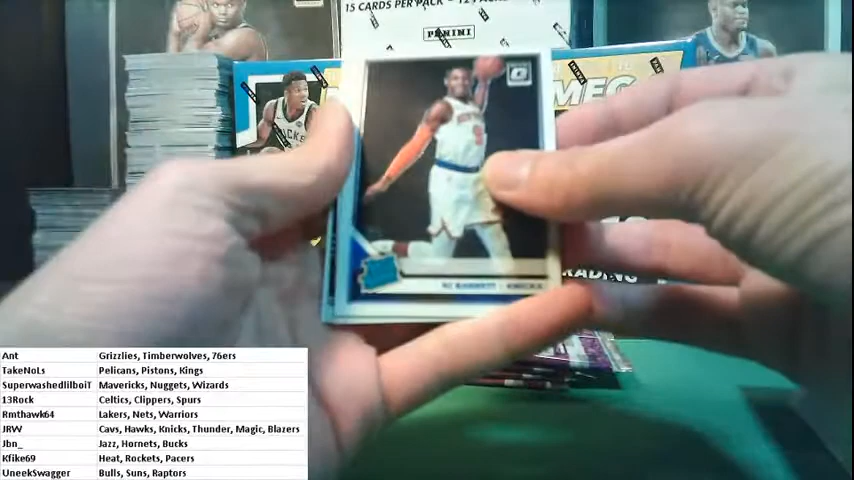 15 CARDS PER PACK
PANINI
MEG
RJ BARRETT KNICKS
TRADING
Ant Grizzlies, Timberwolves, 76ers
TakeNoLs Pelicans, Pistons, Kings
SuperwashedlilboiT Mavericks, Nuggets, Wizards
13Rock Celtics, Clippers, Spurs
Rmthawk64 Lakers, Nets, Warriors
JRW Cavs, Hawks, Knicks, Thunder, Magic, Blazers
Jbn_ Jazz, Hornets, Bucks
Kfike69 Heat, Rockets, Pacers
UneekSwagger Bulls, Suns, Raptors